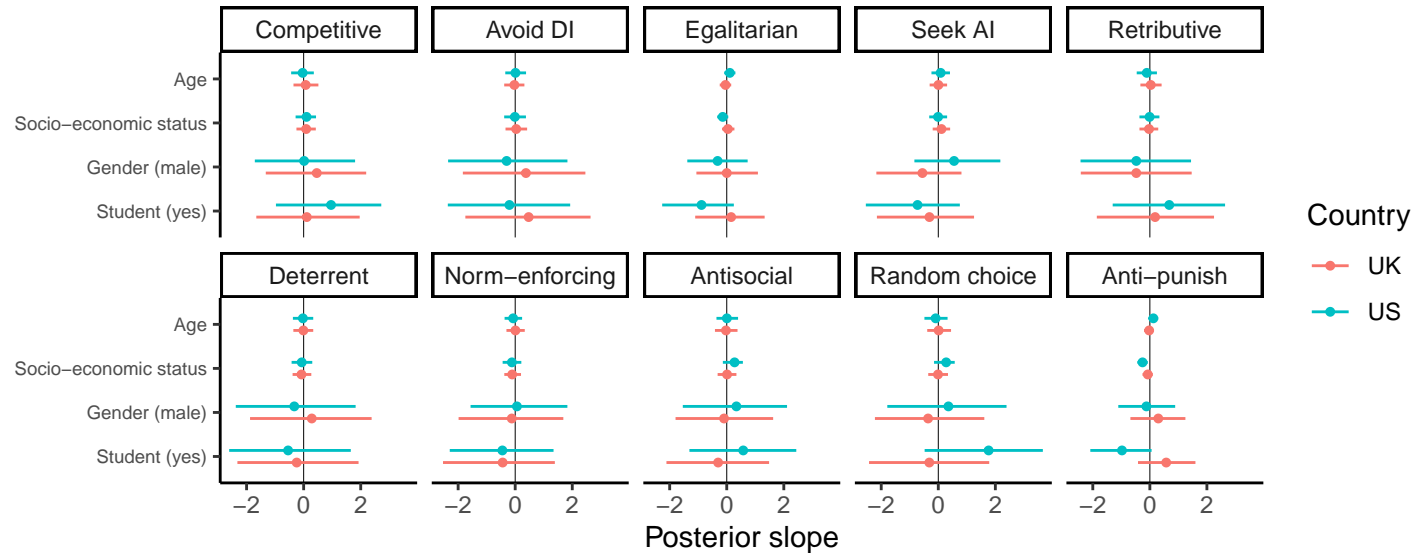 Competitive Avoid DI Egalitarian Seek AI Retributive
Age
Socio−economic status
Gender (male)
Student (yes)
Deterrent Norm−enforcing Antisocial Random choice Anti−punish
Age
Socio−economic status
Gender (male)
Student (yes)
−2 0 2 −2 0 2 −2 0 2 −2 0 2 −2 0 2
Posterior slope
Country
UK
US